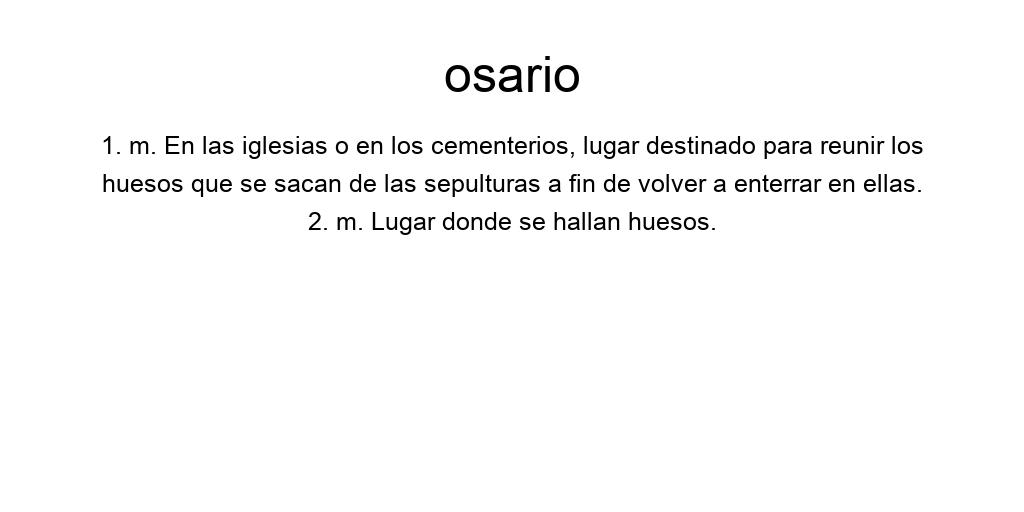 osario
1. m. En las iglesias o en los cementerios, lugar destinado para reunir los
huesos que se sacan de las sepulturas a fin de volver a enterrar en ellas.
2. m. Lugar donde se hallan huesos.